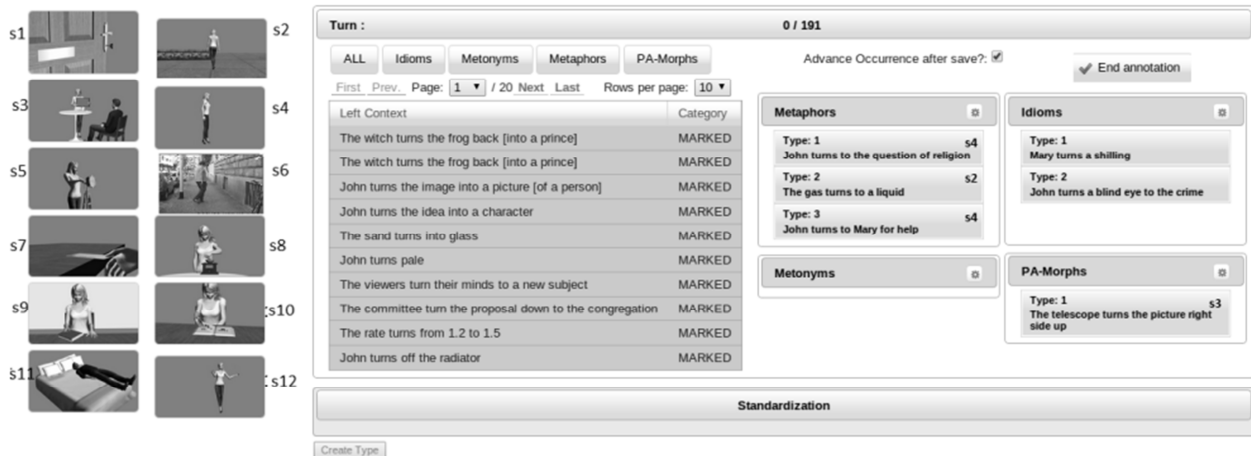 s1
s2
s3
s4
s5
s6
s7
s8
s9
s10
s11
s12
Turn :
0 / 191
ALL
Idioms
Metonyms
Metaphors
PA-Morphs
First Prev. Page: 1 / 20 Next Last Rows per page: 10
Left Context Category
The witch turns the frog back [into a prince] MARKED
The witch turns the frog back [into a prince] MARKED
John turns the image into a picture [of a person] MARKED
John turns the idea into a character MARKED
The sand turns into glass MARKED
John turns pale MARKED
The viewers turn their minds to a new subject MARKED
The committee turn the proposal down to the congregation MARKED
The rate turns from 1.2 to 1.5 MARKED
John turns off the radiator MARKED
Advance Occurrence after save?:
End annotation
Metaphors
Type: 1 s4
John turns to the question of religion
Type: 2 s2
The gas turns to a liquid
Type: 3 s4
John turns to Mary for help
Idioms
Type: 1
Mary turns a shilling
Type: 2
John turns a blind eye to the crime
Metonyms
PA-Morphs
Type: 1 s3
The telescope turns the picture right
side up
Standardization
Create Type